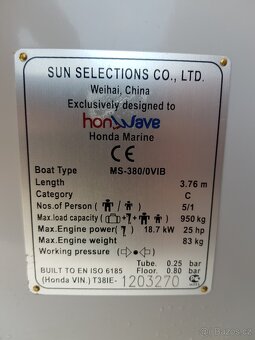 SUN SELECTIONS CO., LTD.
Weihai, China
Exclusively designed to
honwave
Honda Marine
CE
Boat Type MS-380/0VIB
Length 3.76 m
Category C
Nos.of Person ( / ) 5/1
Max.load capacity ( + + ) 950 kg
Max.Engine power( ) 18.7 kW 25 hp
Max.Engine weight 83 kg
Working pressure Tube. 0.25 bar
Floor. 0.80 bar
BUILT TO EN ISO 6185
(Honda VIN.) T38IE- 1203270